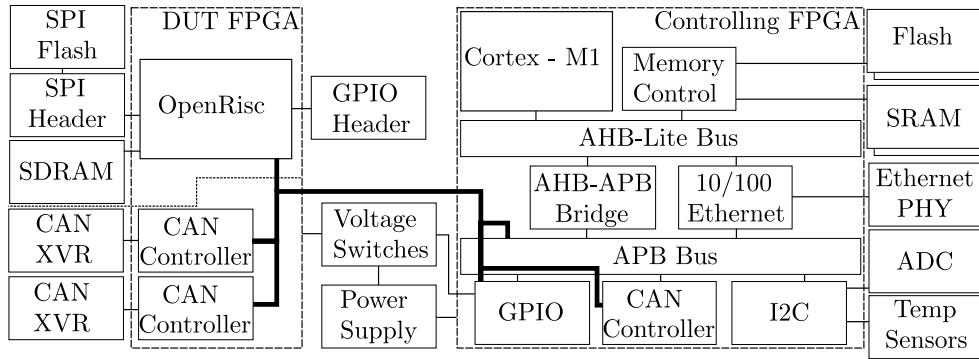 SPI
Flash
DUT FPGA
Controlling FPGA
Flash
Cortex - M1
Memory
Control
SPI
Header
OpenRisc
GPIO
Header
SRAM
AHB-Lite Bus
SDRAM
AHB-APB
Bridge
10/100
Ethernet
Ethernet
PHY
CAN
XVR
CAN
Controller
Voltage
Switches
APB Bus
ADC
CAN
XVR
CAN
Controller
Power
Supply
GPIO
CAN
Controller
I2C
Temp
Sensors